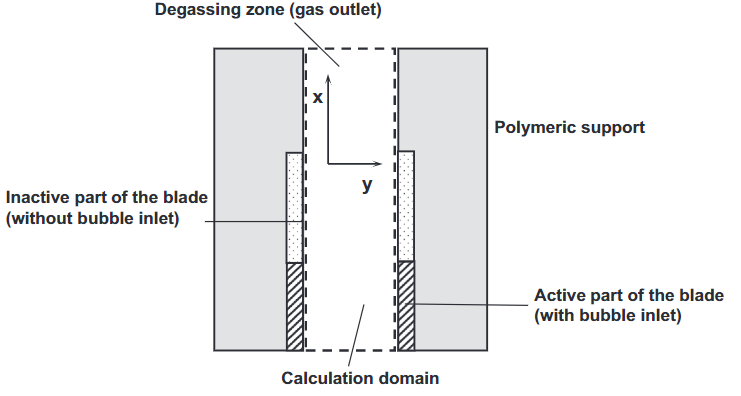 Degassing zone (gas outlet)
x
Polymeric support
y
Inactive part of the blade
(without bubble inlet)
Active part of the blade
(with bubble inlet)
Calculation domain